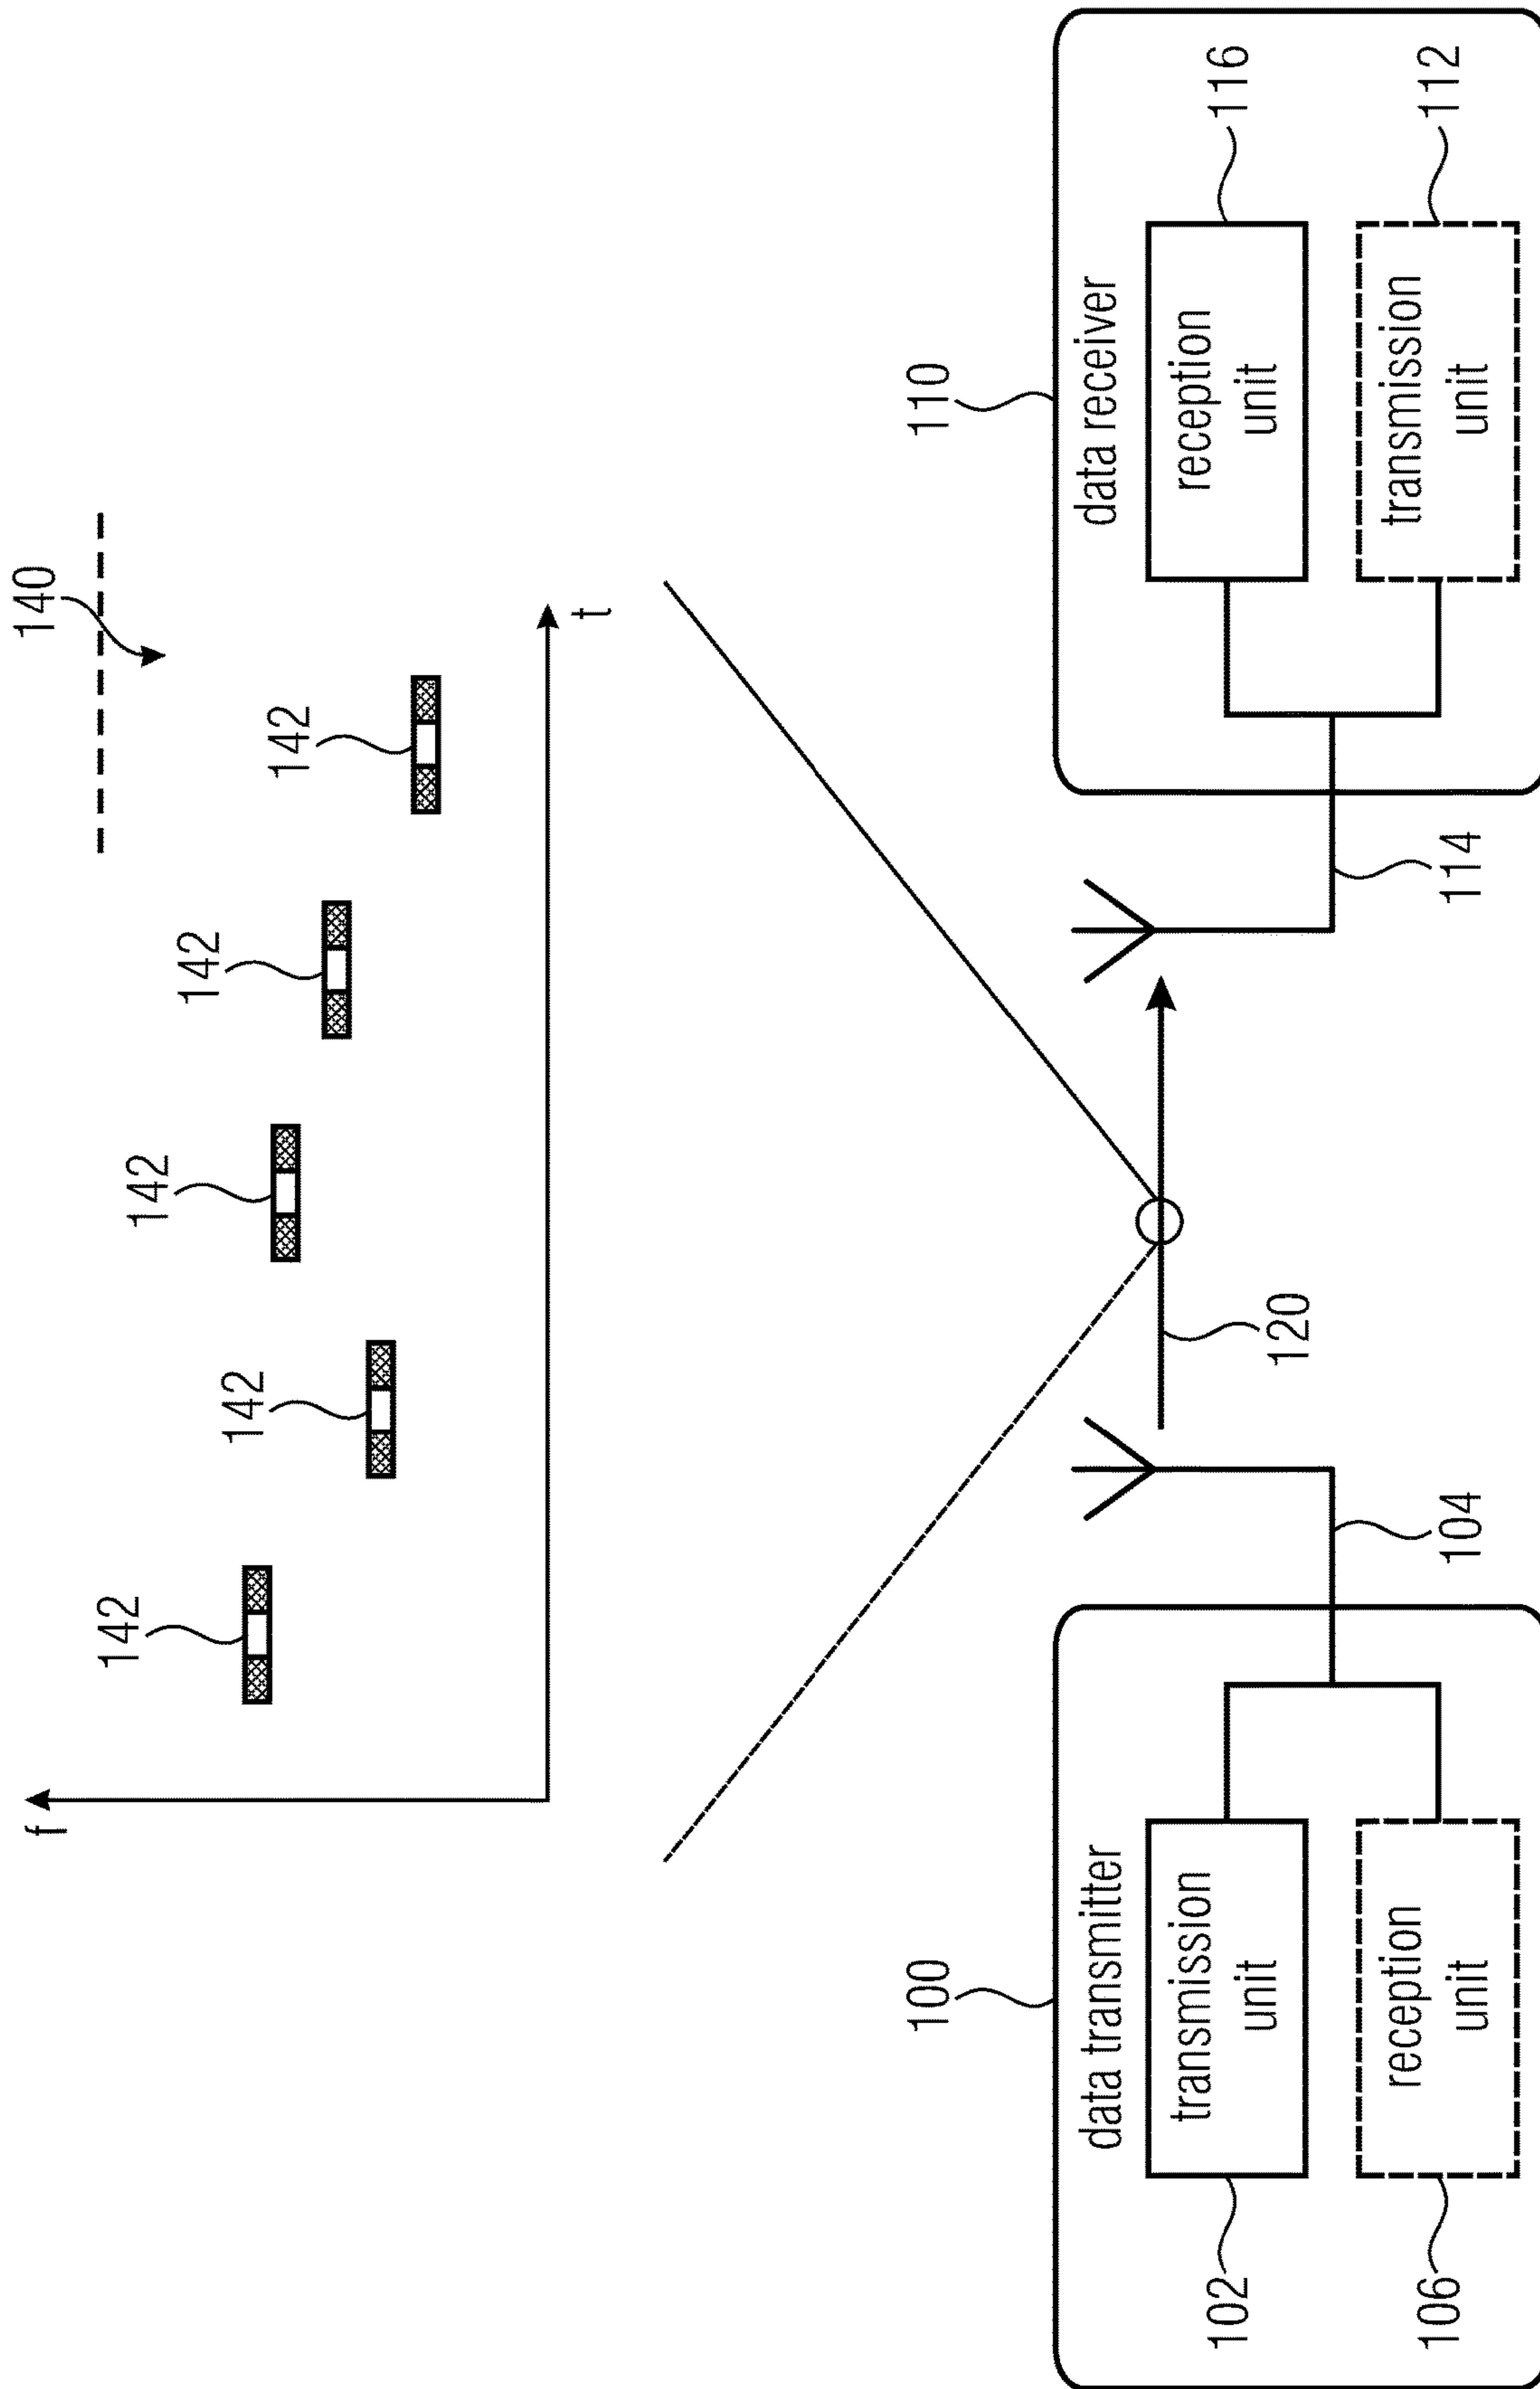 f
140
142
142
142
142
142
t
100
data transmitter
transmission
unit
102
reception
unit
106
104
120
114
110
data receiver
reception
unit
116
transmission
unit
112